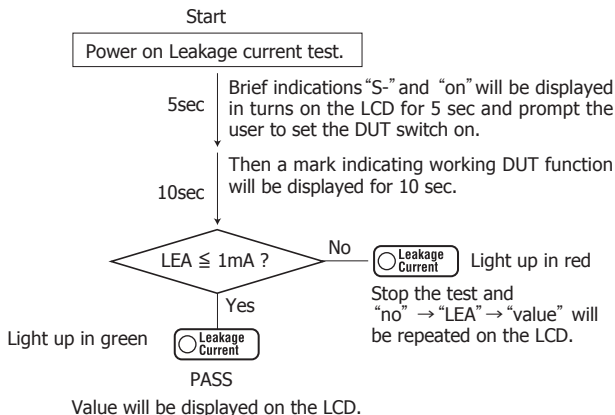 Start
Power on Leakage current test.
5sec
Brief indications “S-” and “on” will be displayed
in turns on the LCD for 5 sec and prompt the
user to set the DUT switch on.
10sec
Then a mark indicating working DUT function
will be displayed for 10 sec.
LEA ≦ 1mA ?
No
Leakage
Current
Light up in red
Stop the test and
“no” →“LEA”→“value” will
be repeated on the LCD.
Yes
Light up in green
Leakage
Current
PASS
Value will be displayed on the LCD.